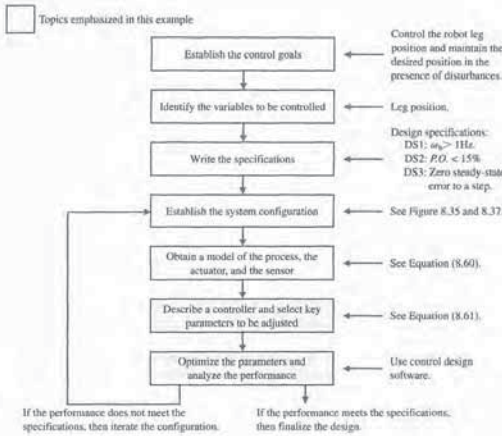 Topics emphasized in this example
Establish the control goals
Control the robot leg
position and maintain the
desired position in the
presence of disturbances.
Identify the variables to be controlled
Leg position.
Write the specifications
Design specifications:
DS1: ω_b > 1Hz.
DS2: P.O. < 15%
DS3: Zero steady-state
error to a step.
Establish the system configuration
See Figure 8.35 and 8.37
Obtain a model of the process, the
actuator, and the sensor
See Equation (8.60).
Describe a controller and select key
parameters to be adjusted
See Equation (8.61).
Optimize the parameters and
analyze the performance
Use control design
software.
If the performance does not meet the
specifications, then iterate the configuration.
If the performance meets the specifications,
then finalize the design.